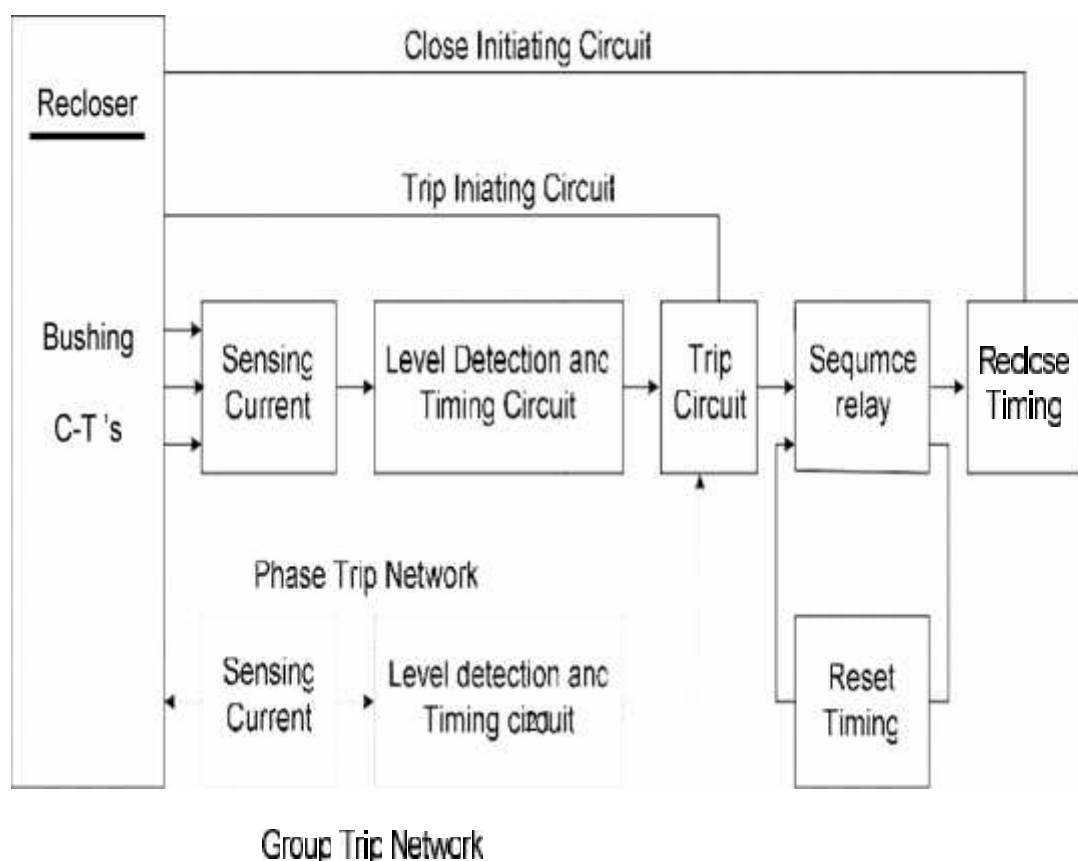 Close Initiating Circuit
Recloser
Trip Iniating Circuit
Bushing
C-T 's
Sensing
Current
Level Detection and
Timing Circuit
Trip
Circuit
Sequmce
relay
Reclcse
Timing
Phase Trip Network
Sensing
Current
Level detection and
Timing circuit
Reset
Timing
Group Trip Network